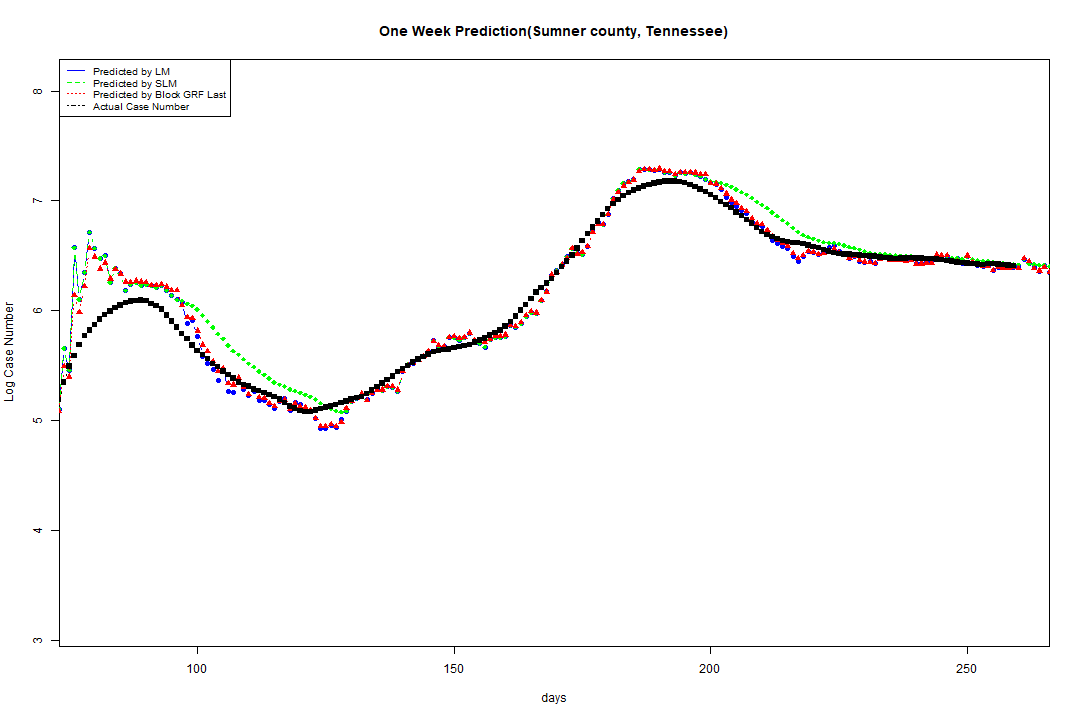 One Week Prediction(Sumner county, Tennessee)
Predicted by LM
Predicted by SLM
Predicted by Block GRF Last
Actual Case Number
8
7
6
5
4
3
Log Case Number
100 150 200 250
days